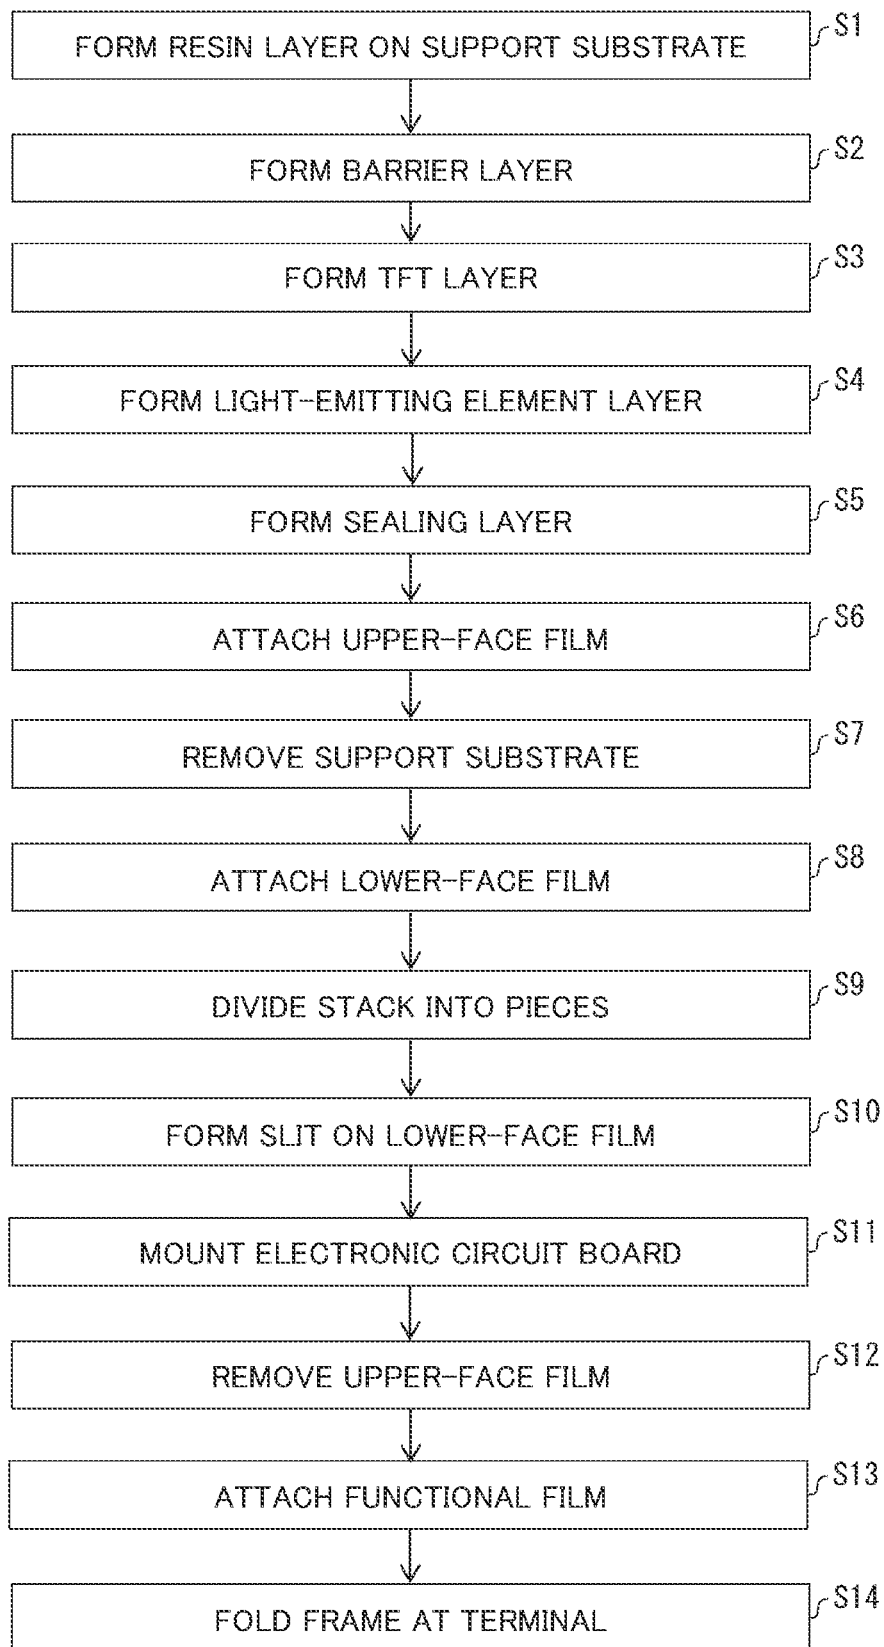 FORM RESIN LAYER ON SUPPORT SUBSTRATE S1
FORM BARRIER LAYER S2
FORM TFT LAYER S3
FORM LIGHT-EMITTING ELEMENT LAYER S4
FORM SEALING LAYER S5
ATTACH UPPER-FACE FILM S6
REMOVE SUPPORT SUBSTRATE S7
ATTACH LOWER-FACE FILM S8
DIVIDE STACK INTO PIECES S9
FORM SLIT ON LOWER-FACE FILM S10
MOUNT ELECTRONIC CIRCUIT BOARD S11
REMOVE UPPER-FACE FILM S12
ATTACH FUNCTIONAL FILM S13
FOLD FRAME AT TERMINAL S14